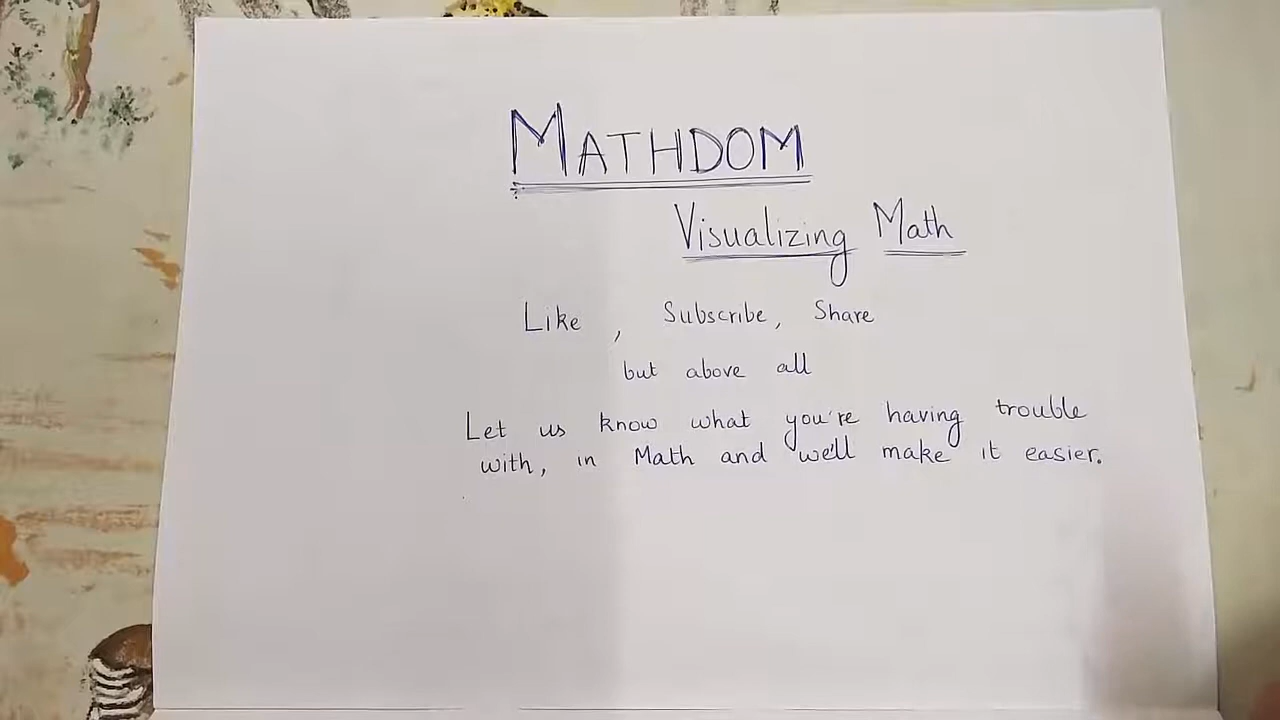 MATHDOM
Visualizing Math
Like , Subscribe, Share
but above all
Let us know what you're having trouble
with, in Math and we'll make it easier.